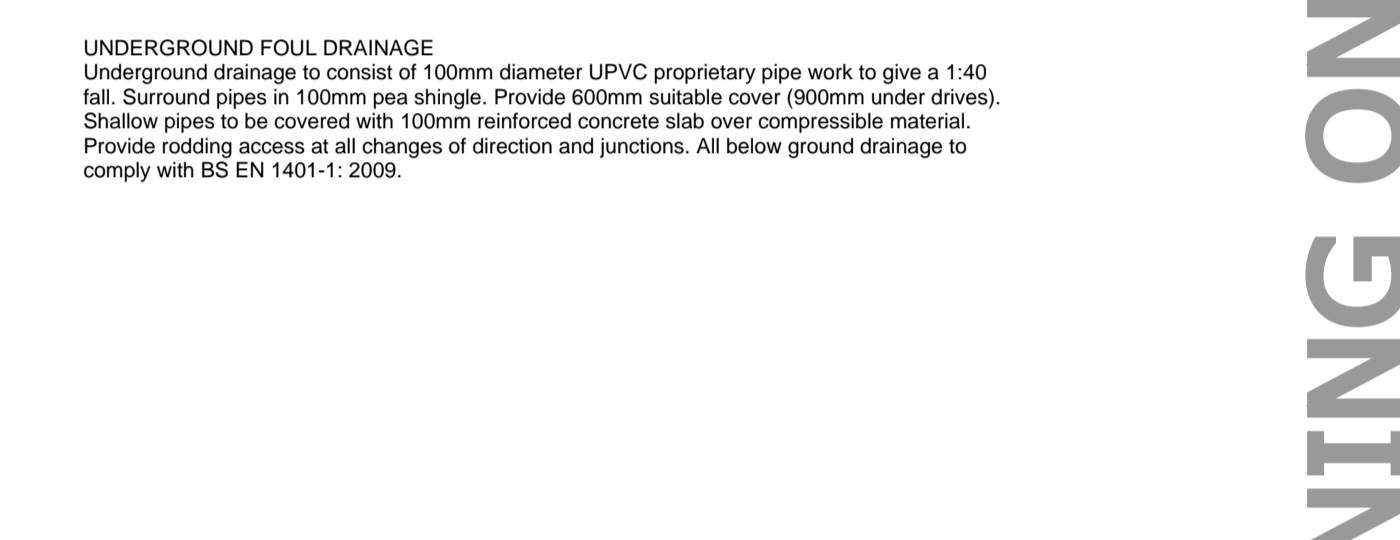 UNDERGROUND FOUL DRAINAGE
Underground drainage to consist of 100mm diameter UPVC proprietary pipe work to give a 1:40
fall. Surround pipes in 100mm pea shingle. Provide 600mm suitable cover (900mm under drives).
Shallow pipes to be covered with 100mm reinforced concrete slab over compressible material.
Provide rodding access at all changes of direction and junctions. All below ground drainage to
comply with BS EN 1401-1: 2009.
NING ON